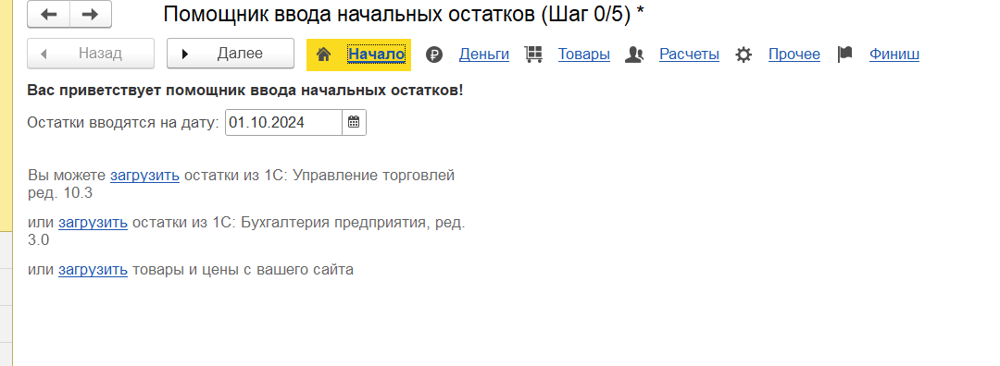 Помощник ввода начальных остатков (Шаг 0/5) *
Назад Далее Начало Деньги Товары Расчеты Прочее Финиш
Вас приветствует помощник ввода начальных остатков!
Остатки вводятся на дату: 01.10.2024
Вы можете загрузить остатки из 1С: Управление торговлей
ред. 10.3
или загрузить остатки из 1С: Бухгалтерия предприятия, ред.
3.0
или загрузить товары и цены с вашего сайта